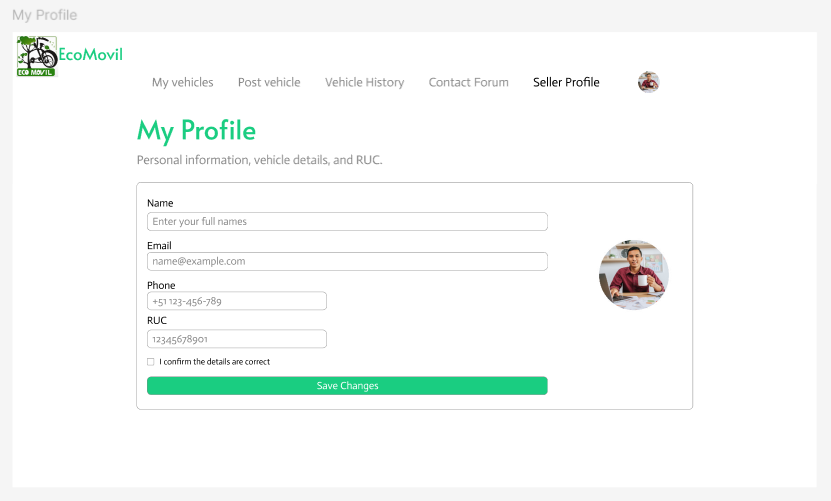 My Profile
EcoMovil
ECO MOVIL
My vehicles Post vehicle Vehicle History Contact Forum Seller Profile
My Profile
Personal information, vehicle details, and RUC.
Name
Enter your full names
Email
name@example.com
Phone
+51 123-456-789
RUC
12345678901
I confirm the details are correct
Save Changes